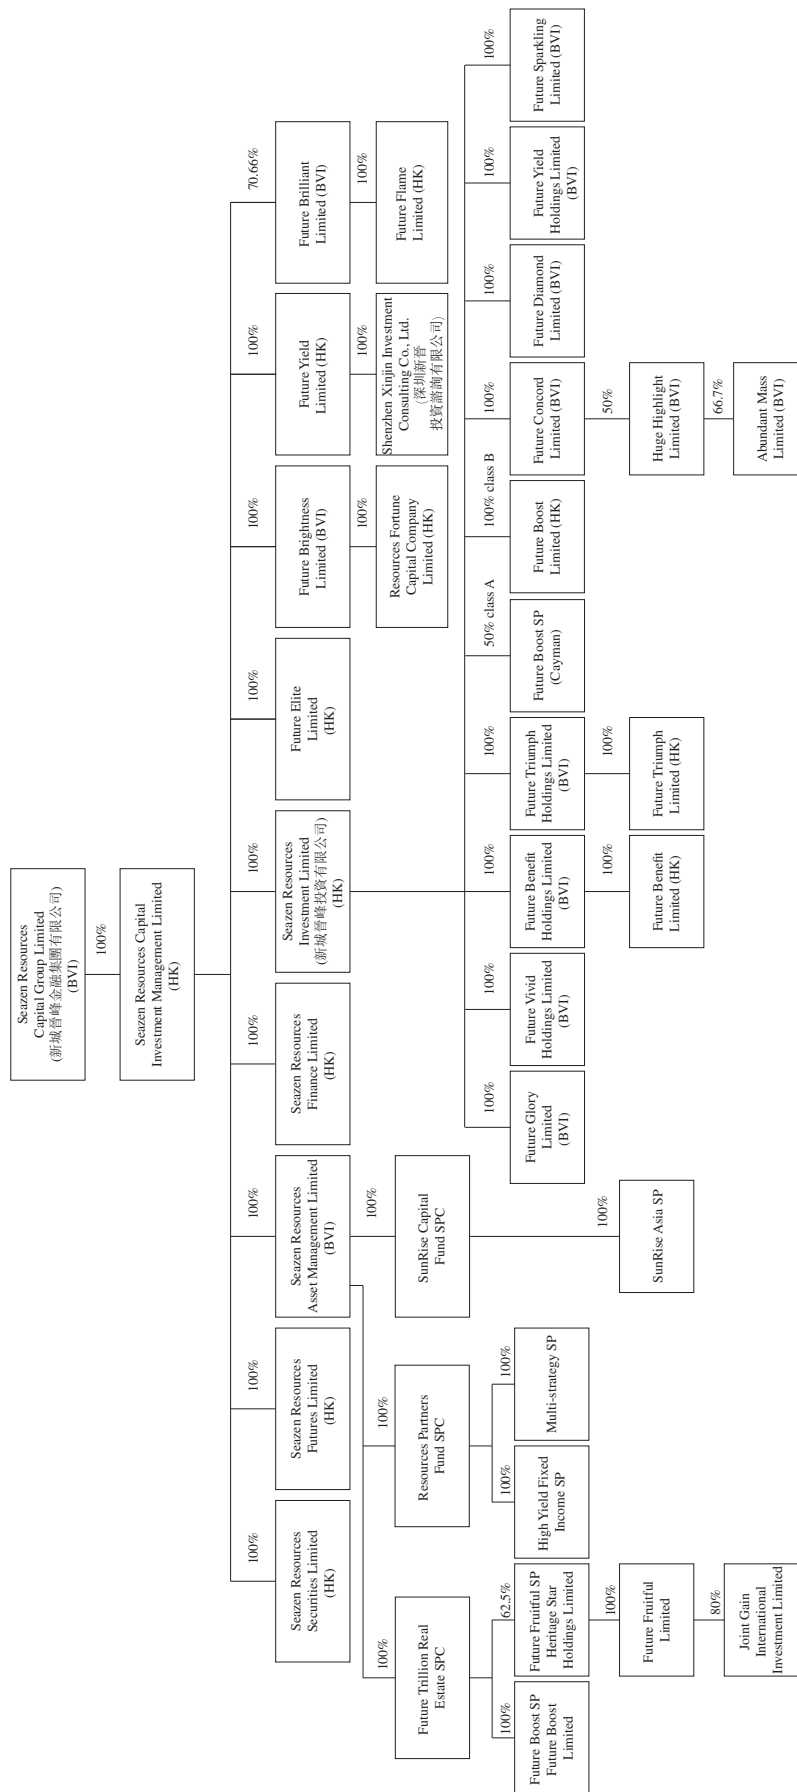 Seazen Resources
Capital Group Limited
(新城晉峰金融集團有限公司)
(BVI)
100%
Seazen Resources Capital
Investment Management Limited
(HK)
100%
Seazen Resources
Securities Limited
(HK)
100%
Seazen Resources
Futures Limited
(HK)
100%
Seazen Resources
Asset Management Limited
(BVI)
100%
Seazen Resources
Finance Limited
(HK)
100%
Seazen Resources
Investment Limited
(新城晉峰投資有限公司)
(HK)
100%
Future Elite
Limited
(HK)
100%
Future Brightness
Limited (BVI)
100%
Future Yield
Limited (HK)
70.66%
Future Brilliant
Limited (BVI)
100%
Future Trillion Real
Estate SPC
100%
Resources Partners
Fund SPC
100%
SunRise Capital
Fund SPC
100%
Resources Fortune
Capital Company
Limited (HK)
100%
Shenzhen Xinjin Investment
Consulting Co., Ltd.
(深圳新晉
投資諮詢有限公司)
100%
Future Flame
Limited (HK)
100%
Future Boost SP
Future Boost
Limited
62.5%
Future Fruitful SP
Heritage Star
Holdings Limited
100%
High Yield Fixed
Income SP
100%
Multi-strategy SP
100%
Future Glory
Limited
(BVI)
100%
Future Vivid
Holdings Limited
(BVI)
100%
Future Benefit
Holdings Limited
(BVI)
100%
Future Triumph
Holdings Limited
(BVI)
50% class A
Future Boost SP
(Cayman)
100% class B
Future Boost
Limited (HK)
100%
Future Concord
Limited (BVI)
100%
Future Diamond
Limited (BVI)
100%
Future Yield
Holdings Limited
(BVI)
100%
Future Sparkling
Limited (BVI)
100%
Future Fruitful
Limited
100%
SunRise Asia SP
100%
Future Benefit
Limited (HK)
100%
Future Triumph
Limited (HK)
50%
Huge Highlight
Limited (BVI)
80%
Joint Gain
International
Investment Limited
66.7%
Abundant Mass
Limited (BVI)